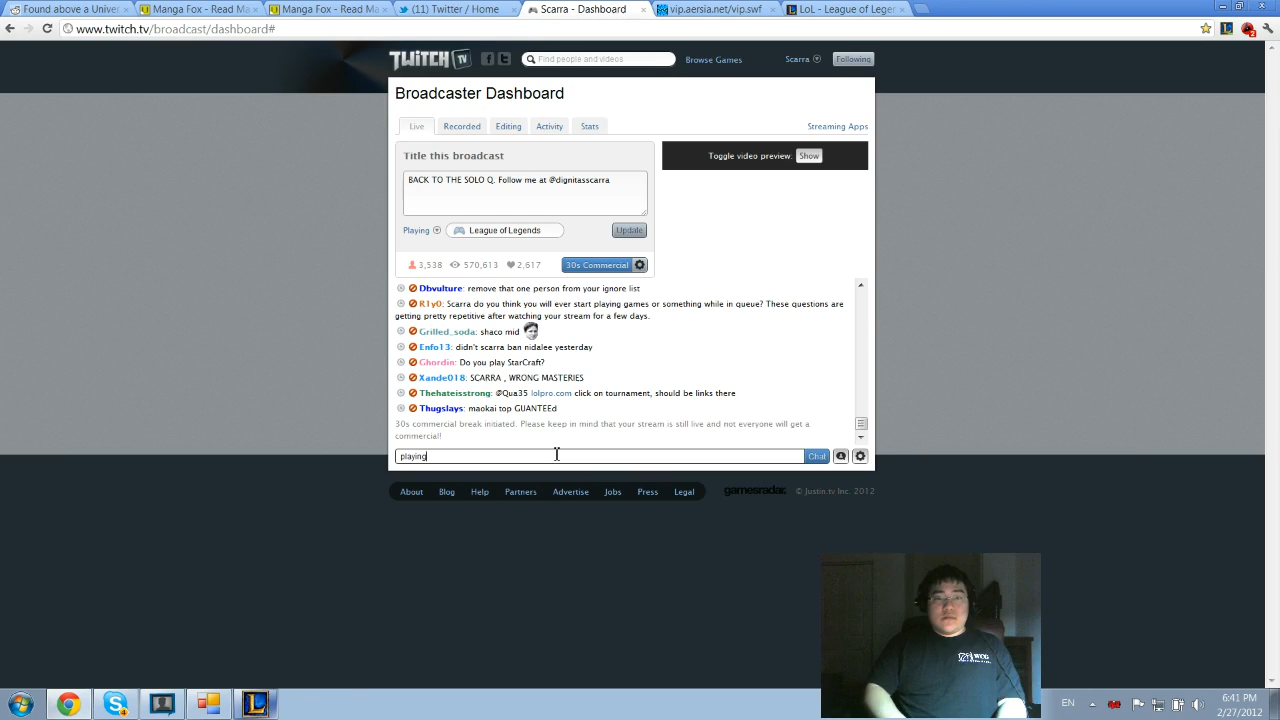 Found above a Univer
Manga Fox - Read Ma
Manga Fox - Read Ma
Twitter / Home
Scarra - Dashboard
vip.aersia.net/vip.swf
LoL - League of Leger
www.twitch.tv/broadcast/dashboard#
TWITCH TV
Find people and videos
Browse Games
Scarra
Following
Broadcaster Dashboard
Live Recorded Editing Activity Stats
Streaming Apps
Title this broadcast
Toggle video preview: Show
BACK TO THE SOLO Q. Follow me at @dignitasscarra
Playing League of Legends Update
3,538 570,613 2,617 30s Commercial
Dbvulture: remove that one person from your ignore list
R1y0: Scarra do you think you will ever start playing games or something while in queue? These questions are
getting pretty repetitive after watching your stream for a few days.
Grilled_soda: shaco mid
Enfo13: didn't scarra ban nidalee yesterday
Ghordin: Do you play StarCraft?
Xande018: SCARRA , WRONG MASTERIES
Thehateisstrong: @Qua35 lolpro.com click on tournament, should be links there
Thugslays: maokai top GUANTEEd
30s commercial break initiated. Please keep in mind that your stream is still live and not everyone will get a
commercial!
playing
Chat
About Blog Help Partners Advertise Jobs Press Legal
gamesradar. © Justin.tv Inc. 2012
WCG
EN
6:41 PM
2/27/2012